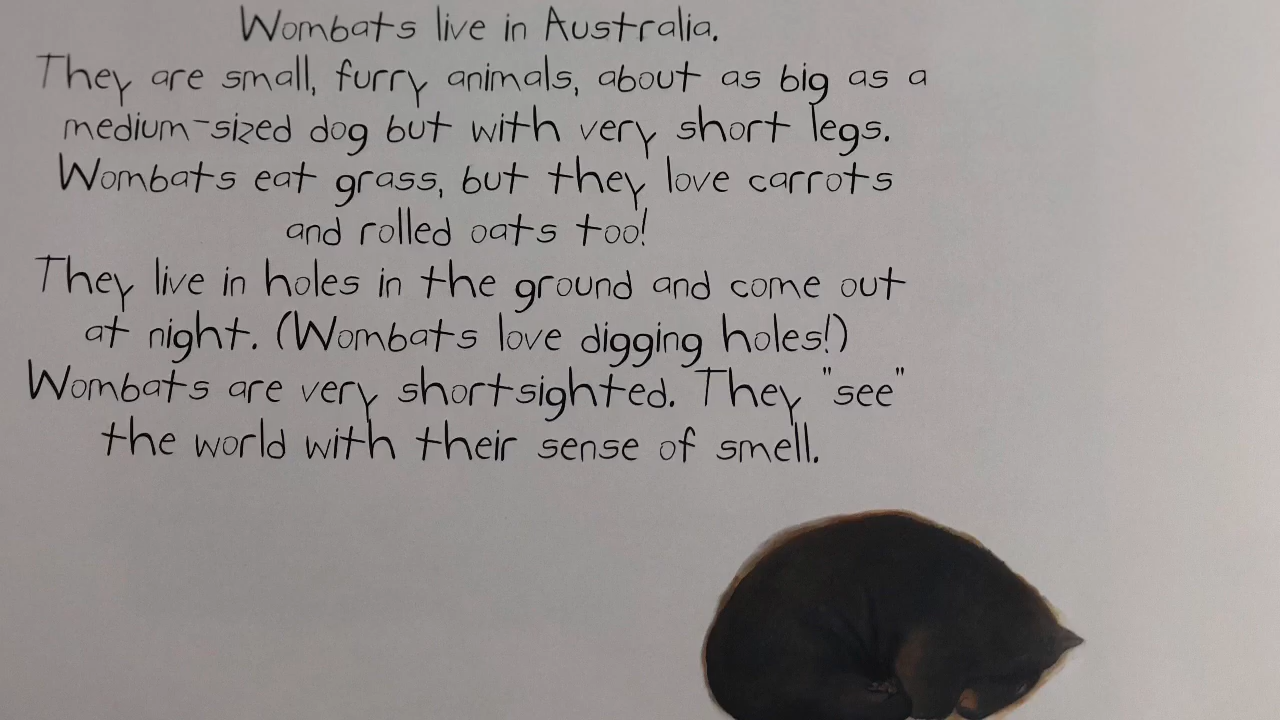 Wombats live in Australia.
They are small, furry animals, about as big as a
medium-sized dog but with very short legs.
Wombats eat grass, but they love carrots
and rolled oats too!
They live in holes in the ground and come out
at night. (Wombats love digging holes!)
Wombats are very shortsighted. They "see"
the world with their sense of smell.